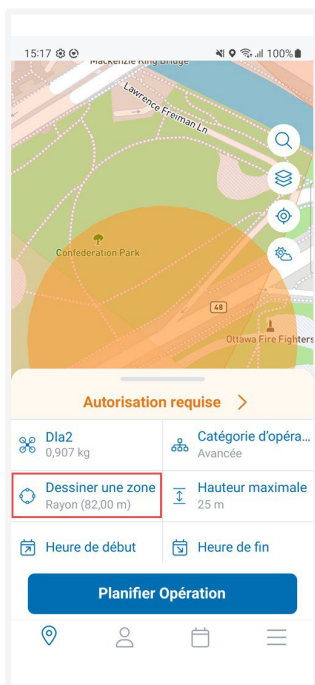 15:17
100%
Mackenzie King Bridge
Lawrence Freiman Ln
Confederation Park
48
Ottawa Fire Fighters
Autorisation requise
DIa2
0,907 kg
Catégorie d'opéra...
Avancée
Dessiner une zone
Rayon (82,00 m)
Hauteur maximale
25 m
Heure de début
Heure de fin
Planifier Opération